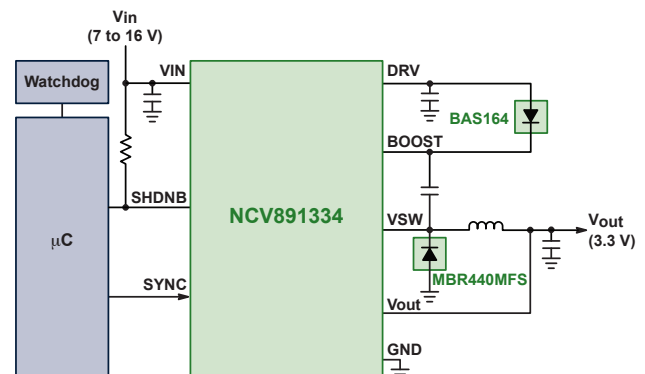 Vin
(7 to 16 V)
Watchdog
VIN
DRV
BAS164
BOOST
SHDNB
NCV891334
VSW
Vout
(3.3 V)
µC
MBR440MFS
SYNC
Vout
GND